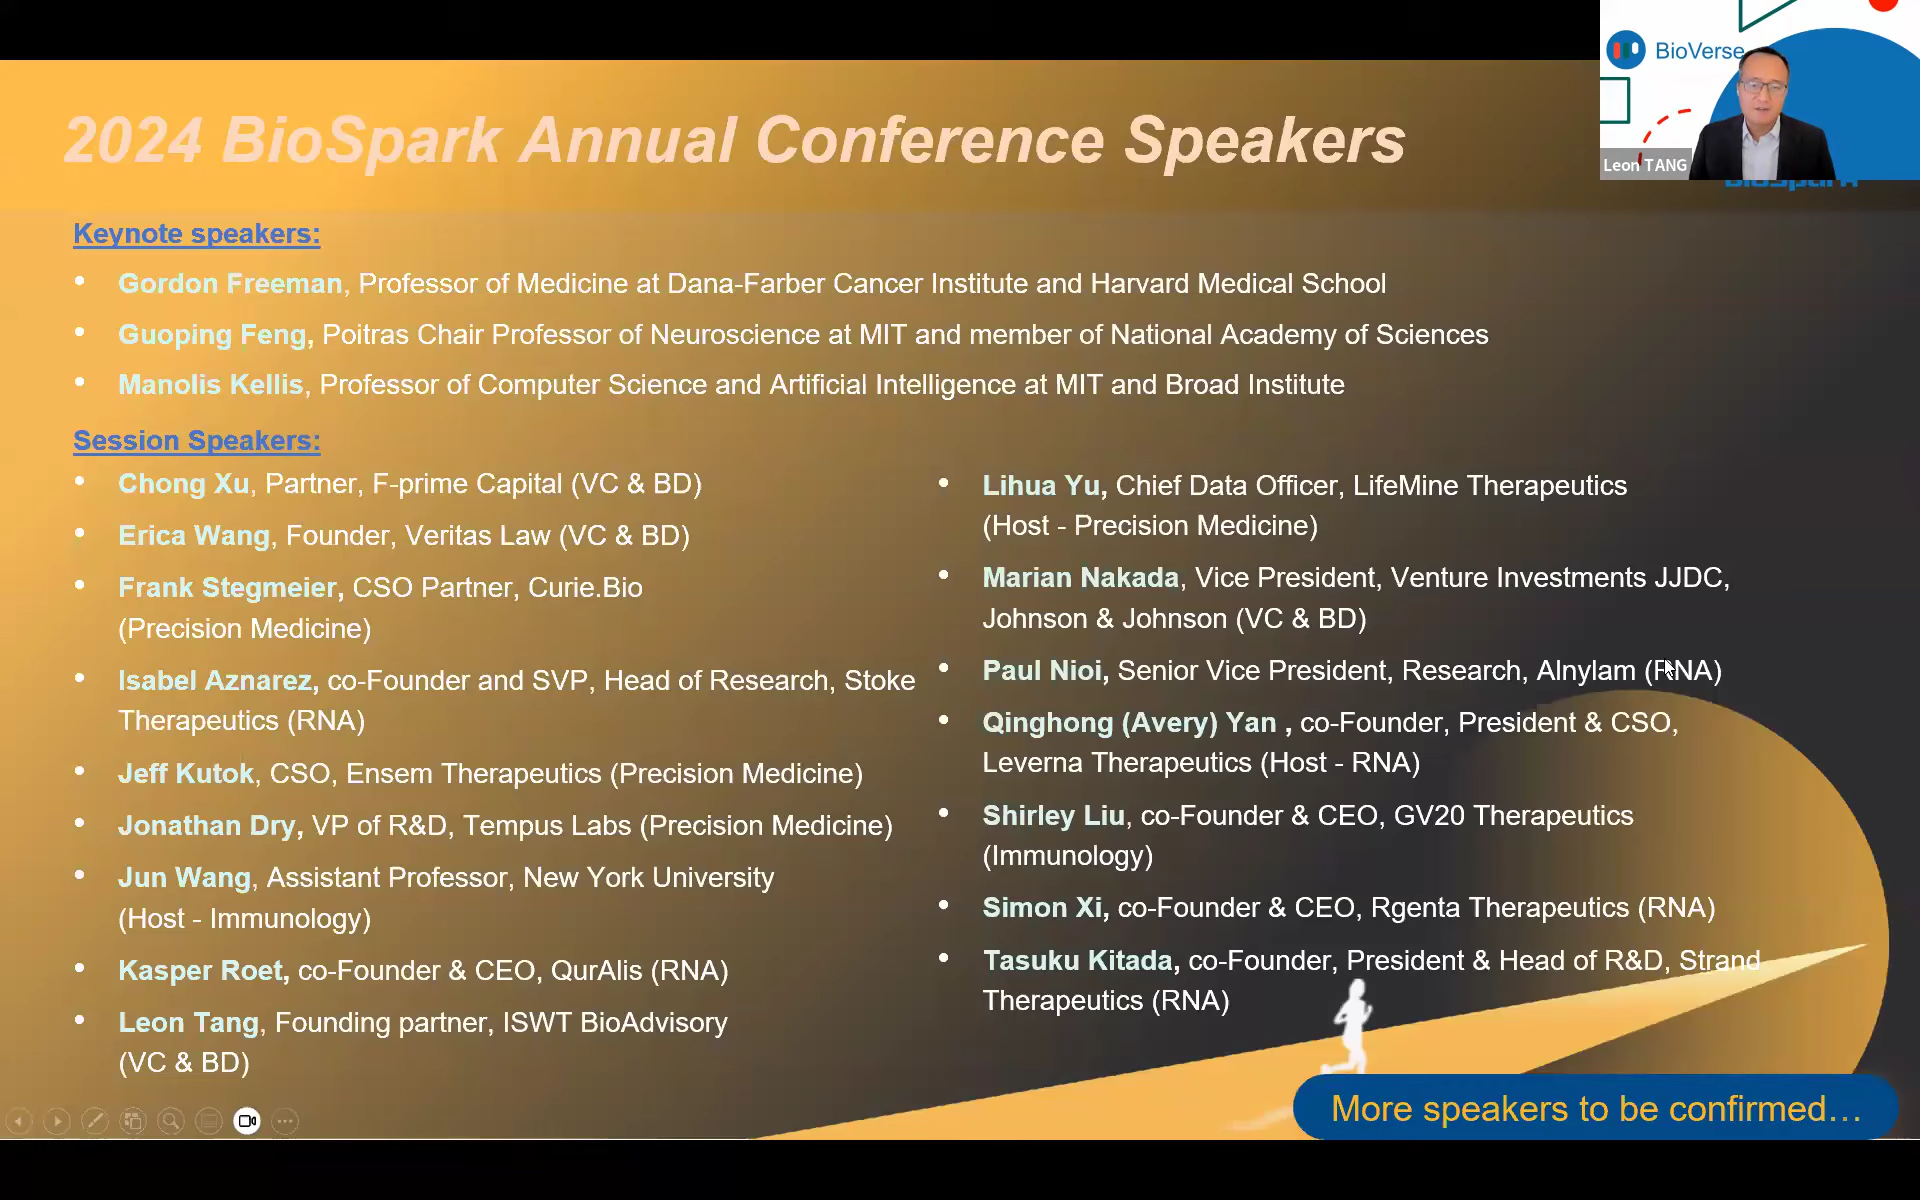 BioVerse
Leon TANG
BioSpark
2024 BioSpark Annual Conference Speakers
Keynote speakers:
• Gordon Freeman, Professor of Medicine at Dana-Farber Cancer Institute and Harvard Medical School
• Guoping Feng, Poitras Chair Professor of Neuroscience at MIT and member of National Academy of Sciences
• Manolis Kellis, Professor of Computer Science and Artificial Intelligence at MIT and Broad Institute
Session Speakers:
• Chong Xu, Partner, F-prime Capital (VC & BD)
• Erica Wang, Founder, Veritas Law (VC & BD)
• Frank Stegmeier, CSO Partner, Curie.Bio
(Precision Medicine)
• Isabel Aznarez, co-Founder and SVP, Head of Research, Stoke
Therapeutics (RNA)
• Jeff Kutok, CSO, Ensem Therapeutics (Precision Medicine)
• Jonathan Dry, VP of R&D, Tempus Labs (Precision Medicine)
• Jun Wang, Assistant Professor, New York University
(Host - Immunology)
• Kasper Roet, co-Founder & CEO, QurAlis (RNA)
• Leon Tang, Founding partner, ISWT BioAdvisory
(VC & BD)
• Lihua Yu, Chief Data Officer, LifeMine Therapeutics
(Host - Precision Medicine)
• Marian Nakada, Vice President, Venture Investments JJDC,
Johnson & Johnson (VC & BD)
• Paul Nioi, Senior Vice President, Research, Alnylam (RNA)
• Qinghong (Avery) Yan , co-Founder, President & CSO,
Leverna Therapeutics (Host - RNA)
• Shirley Liu, co-Founder & CEO, GV20 Therapeutics
(Immunology)
• Simon Xi, co-Founder & CEO, Rgenta Therapeutics (RNA)
• Tasuku Kitada, co-Founder, President & Head of R&D, Strand
Therapeutics (RNA)
More speakers to be confirmed…